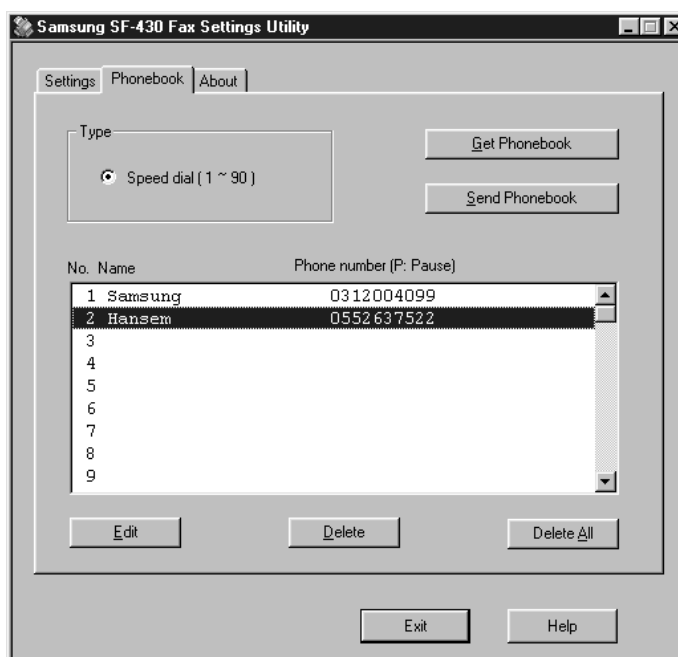 Samsung SF-430 Fax Settings Utility
Settings Phonebook About
Type
Speed dial ( 1 ~ 90 )
Get Phonebook
Send Phonebook
No. Name Phone number (P: Pause)
1 Samsung 0312004099
2 Hansem 0552637522
3
4
5
6
7
8
9
Edit Delete Delete All
Exit Help